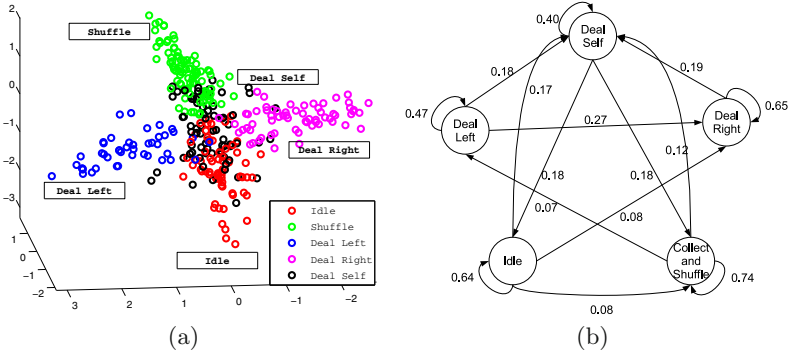 2
1
0
−1
−2
−3
1
0
−1
−2
3
2
1
0
−1
−2
Shuffle
Deal Self
Deal Right
Deal Left
Idle
Idle
Shuffle
Deal Left
Deal Right
Deal Self
(a)
0.40
Deal
Self
0.18
0.17
0.19
0.47
Deal
Left
0.27
Deal
Right
0.65
0.12
0.18
0.18
0.07
0.08
Idle
Collect
and
Shuffle
0.64
0.74
0.08
(b)